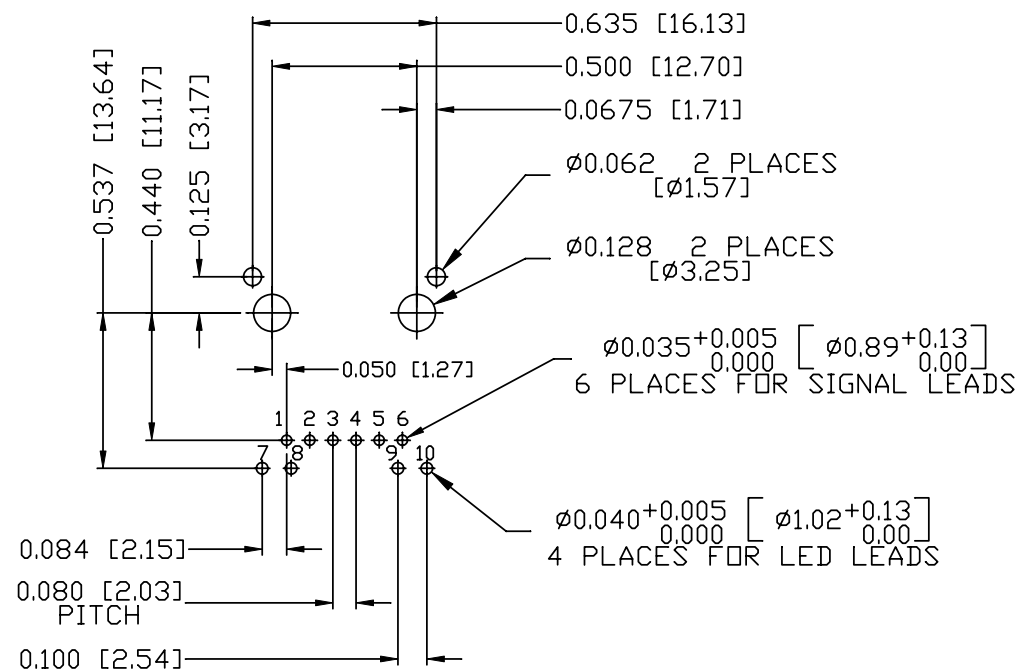 0.635 [16.13]
0.500 [12.70]
0.0675 [1.71]
0.537 [13.64]
0.440 [11.17]
0.125 [3.17]
Ø0.062 2 PLACES
[Ø1.57]
Ø0.128 2 PLACES
[Ø3.25]
Ø0.035 +0.005 0.000 [Ø0.89 +0.13 0.00]
6 PLACES FOR SIGNAL LEADS
0.050 [1.27]
1 2 3 4 5 6
7 8 9 10
Ø0.040 +0.005 0.000 [Ø1.02 +0.13 0.00]
4 PLACES FOR LED LEADS
0.084 [2.15]
0.080 [2.03]
PITCH
0.100 [2.54]